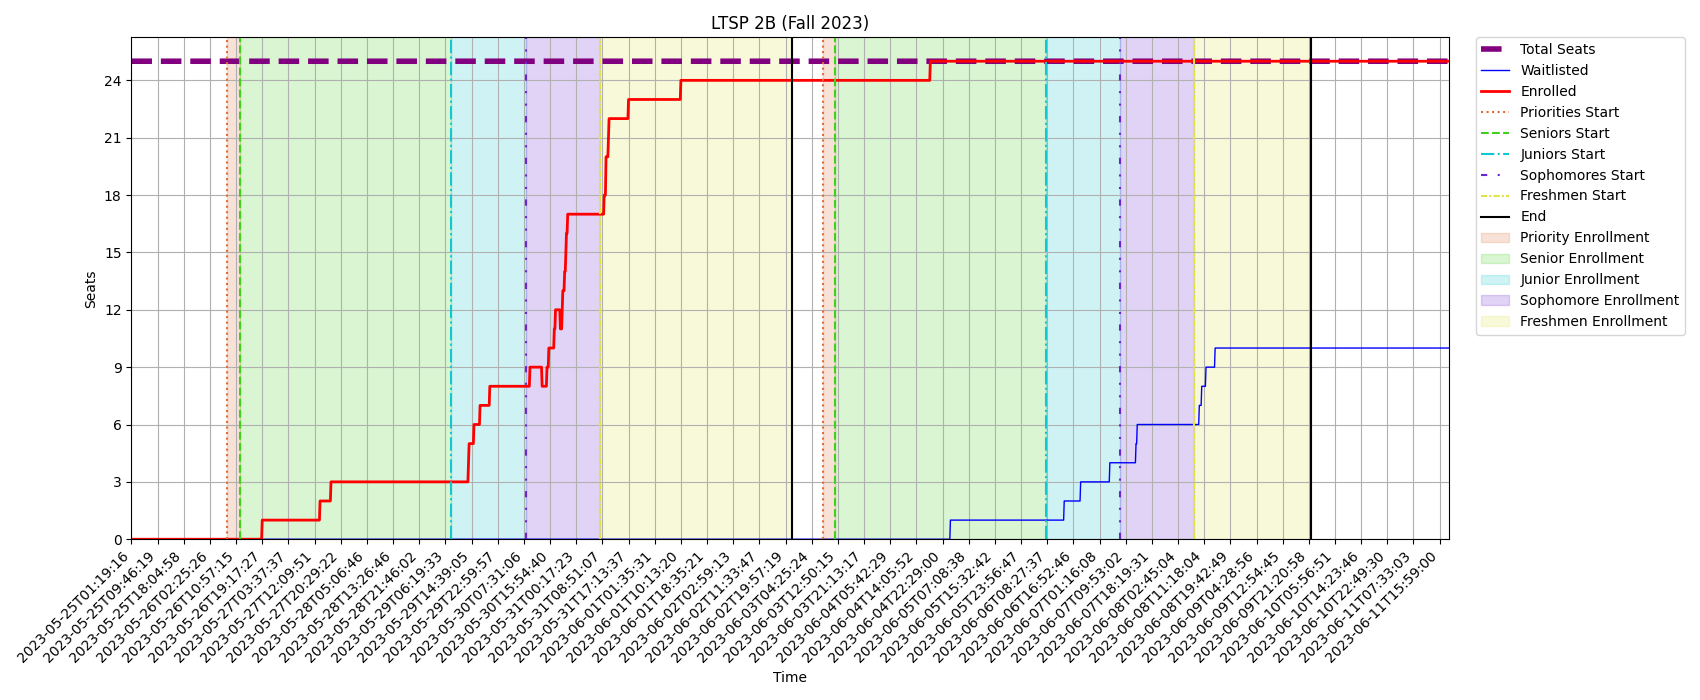 LTSP 2B (Fall 2023)
Seats
24
21
18
15
12
9
6
3
0
2023-05-25T01:19:16
2023-05-25T09:46:19
2023-05-25T18:04:58
2023-05-26T02:25:26
2023-05-26T10:57:15
2023-05-26T19:17:27
2023-05-27T03:37:37
2023-05-27T12:09:51
2023-05-27T20:29:22
2023-05-28T05:06:46
2023-05-28T13:26:46
2023-05-28T21:46:02
2023-05-29T06:19:33
2023-05-29T14:39:05
2023-05-29T22:59:57
2023-05-30T07:31:06
2023-05-30T15:54:40
2023-05-31T00:17:23
2023-05-31T08:51:07
2023-05-31T17:13:37
2023-06-01T01:35:31
2023-06-01T10:13:20
2023-06-01T18:35:21
2023-06-02T02:59:13
2023-06-02T11:33:47
2023-06-02T19:57:19
2023-06-03T04:25:24
2023-06-03T12:50:15
2023-06-03T21:13:17
2023-06-04T05:42:29
2023-06-04T14:05:52
2023-06-04T22:29:00
2023-06-05T07:08:38
2023-06-05T15:32:42
2023-06-05T23:56:47
2023-06-06T08:27:37
2023-06-06T16:52:46
2023-06-07T01:16:08
2023-06-07T09:53:02
2023-06-07T18:19:31
2023-06-08T02:45:04
2023-06-08T11:18:04
2023-06-08T19:42:49
2023-06-09T04:28:56
2023-06-09T12:54:45
2023-06-09T21:20:58
2023-06-10T05:56:51
2023-06-10T14:23:46
2023-06-10T22:49:30
2023-06-11T07:33:03
2023-06-11T15:59:00
Time
Total Seats
Waitlisted
Enrolled
Priorities Start
Seniors Start
Juniors Start
Sophomores Start
Freshmen Start
End
Priority Enrollment
Senior Enrollment
Junior Enrollment
Sophomore Enrollment
Freshmen Enrollment